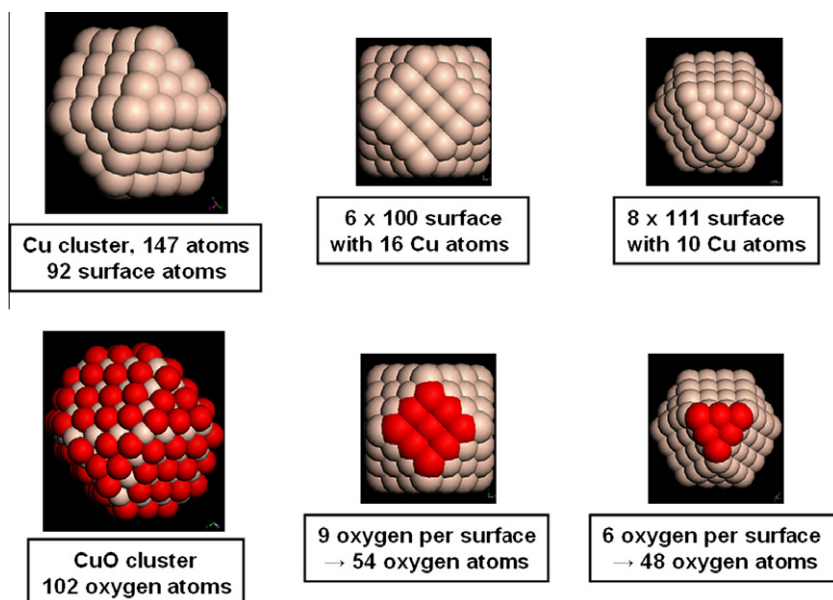 Cu cluster, 147 atoms
92 surface atoms
6 x 100 surface
with 16 Cu atoms
8 x 111 surface
with 10 Cu atoms
CuO cluster
102 oxygen atoms
9 oxygen per surface
→ 54 oxygen atoms
6 oxygen per surface
→ 48 oxygen atoms